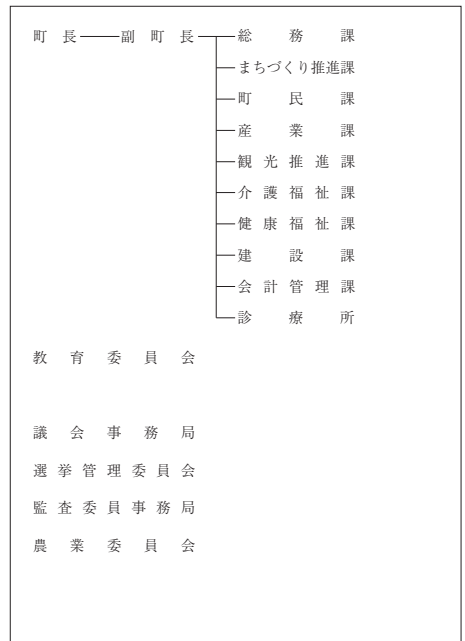 町長 副町長 総務課
まちづくり推進課
町民課
産業課
観光推進課
介護福祉課
健康福祉課
建設課
会計管理課
診療所
教育委員会
議会事務局
選挙管理委員会
監査委員事務局
農業委員会